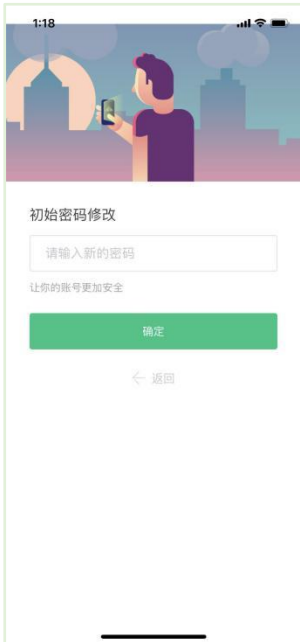 1:18
初始密码修改
请输入新的密码
让你的账号更加安全
确定
← 返回